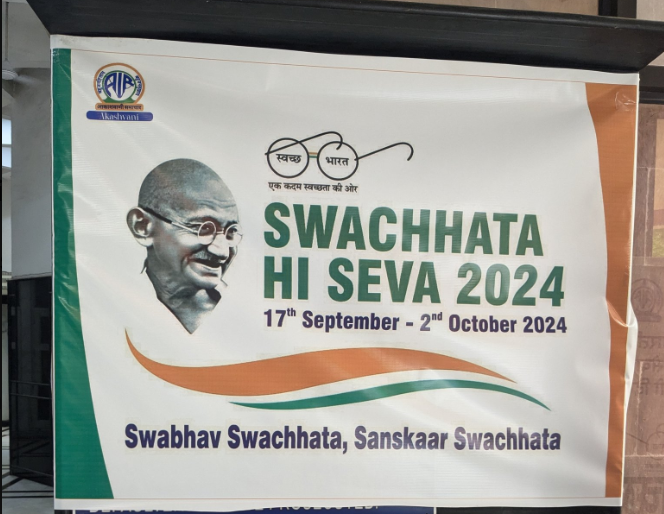 AIR
Akashvani
स्वच्छ भारत
एक कदम स्वच्छता की ओर
SWACHHATA
HI SEVA 2024
17th September - 2nd October 2024
Swabhav Swachhata, Sanskaar Swachhata